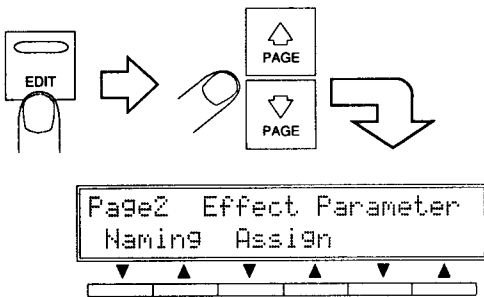 EDIT
PAGE
PAGE
Page2 Effect Parameter
Naming Assign